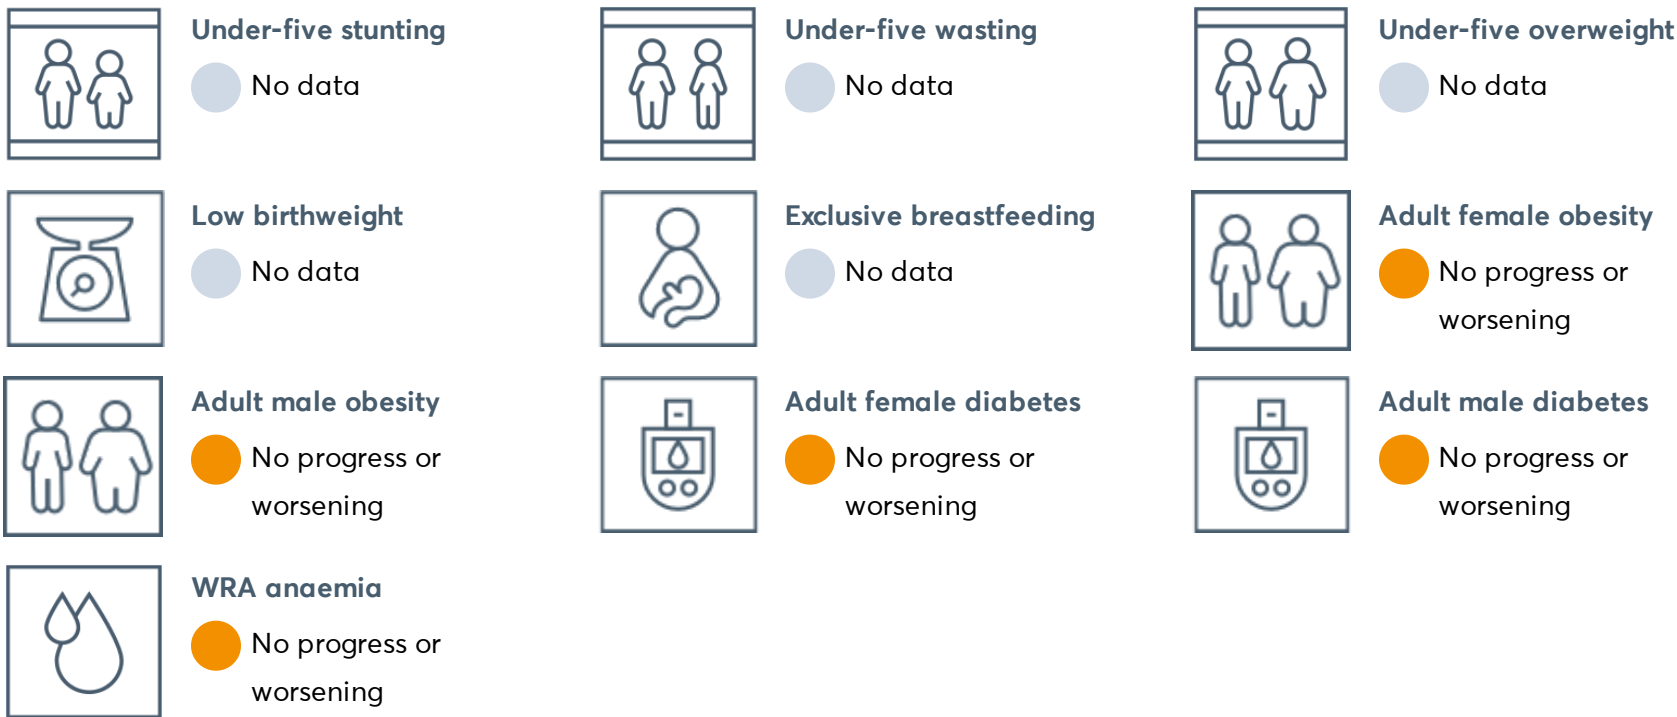 Under-five stunting
No data
Under-five wasting
No data
Under-five overweight
No data
Low birthweight
No data
Exclusive breastfeeding
No data
Adult female obesity
No progress or
worsening
Adult male obesity
No progress or
worsening
Adult female diabetes
No progress or
worsening
Adult male diabetes
No progress or
worsening
WRA anaemia
No progress or
worsening